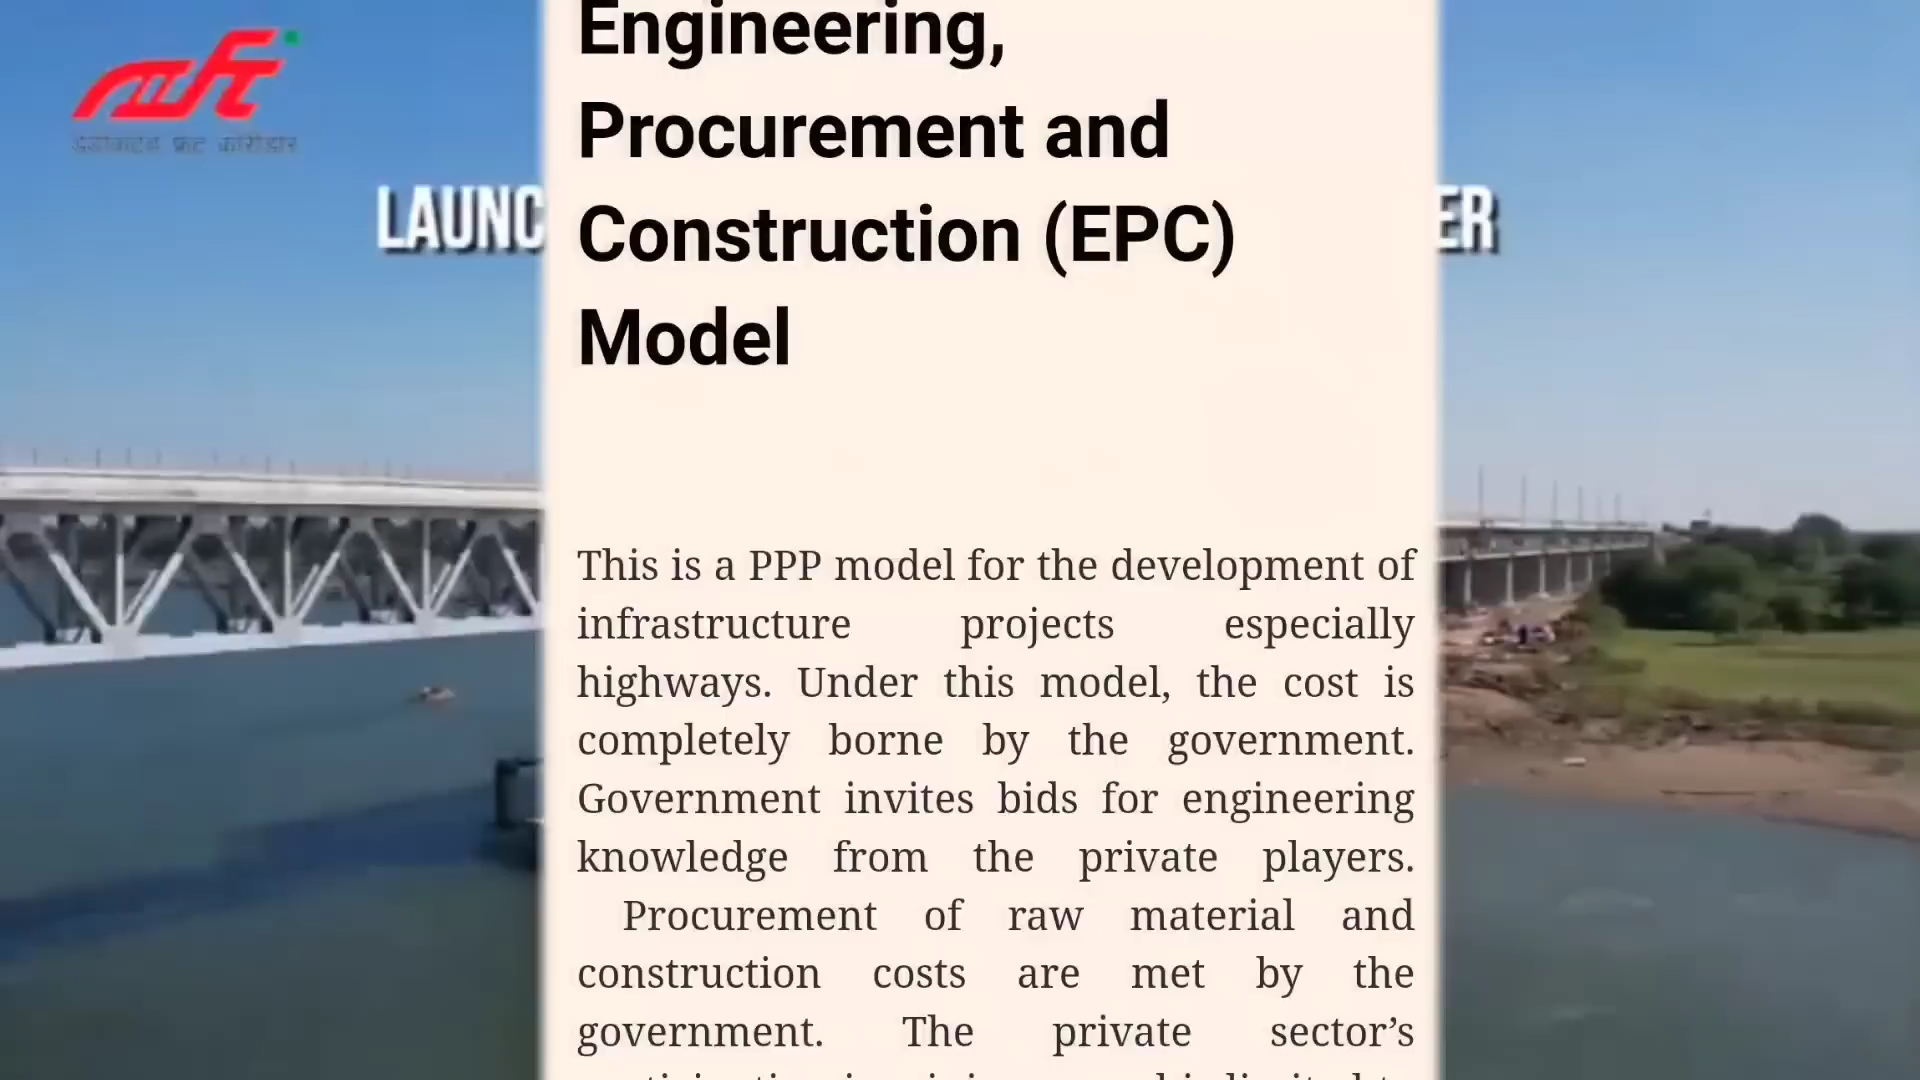 Engineering,
Procurement and
Construction (EPC)
Model
LAUNC
ER
This is a PPP model for the development of
infrastructure projects especially
highways. Under this model, the cost is
completely borne by the government.
Government invites bids for engineering
knowledge from the private players.
Procurement of raw material and
construction costs are met by the
government. The private sector’s